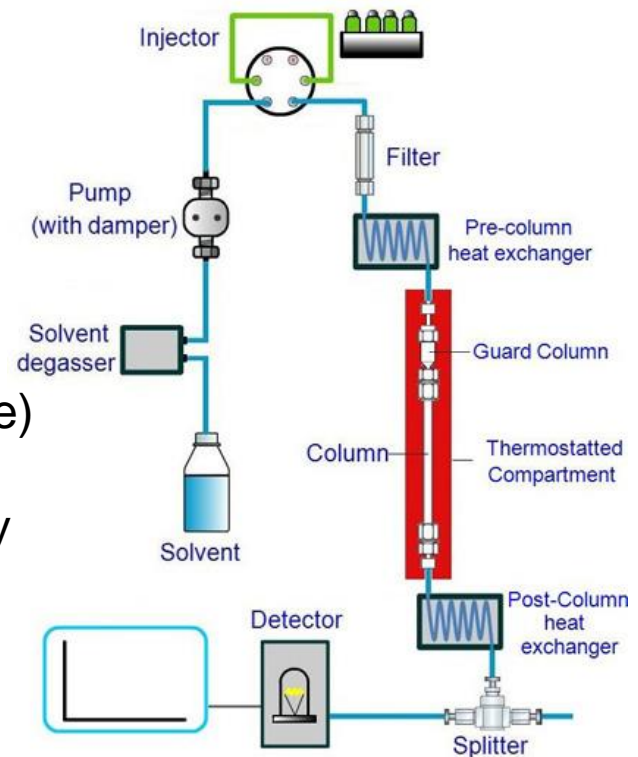 Injector
Filter
Pump
(with damper)
Pre-column
heat exchanger
Solvent
degasser
Guard Column
e)
Column
Thermostatted
Compartment
y
Solvent
Detector
Post-Column
heat
exchanger
Splitter